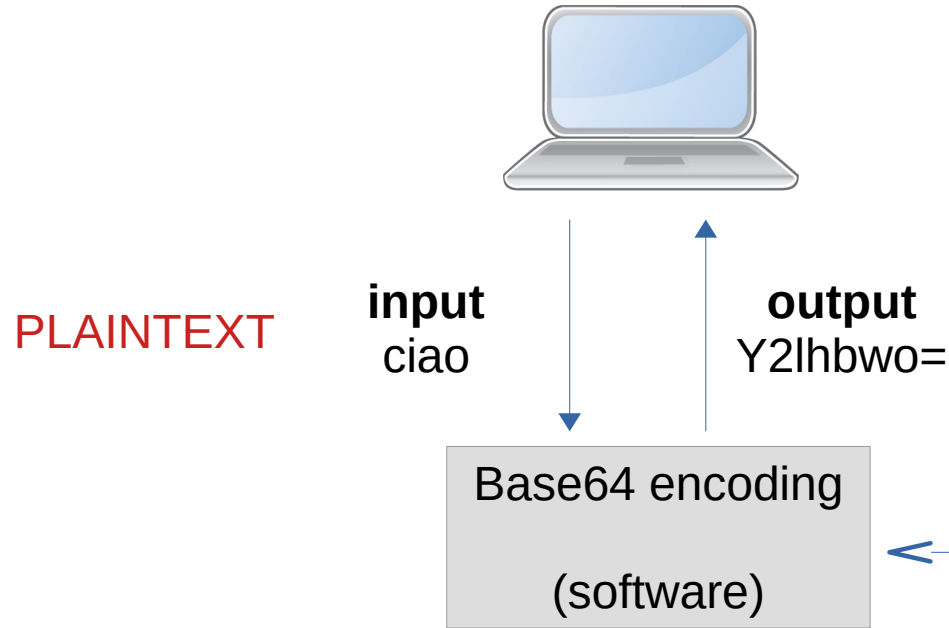 PLAINTEXT
input
ciao
output
Y2lhbwo=
Base64 encoding
(software)